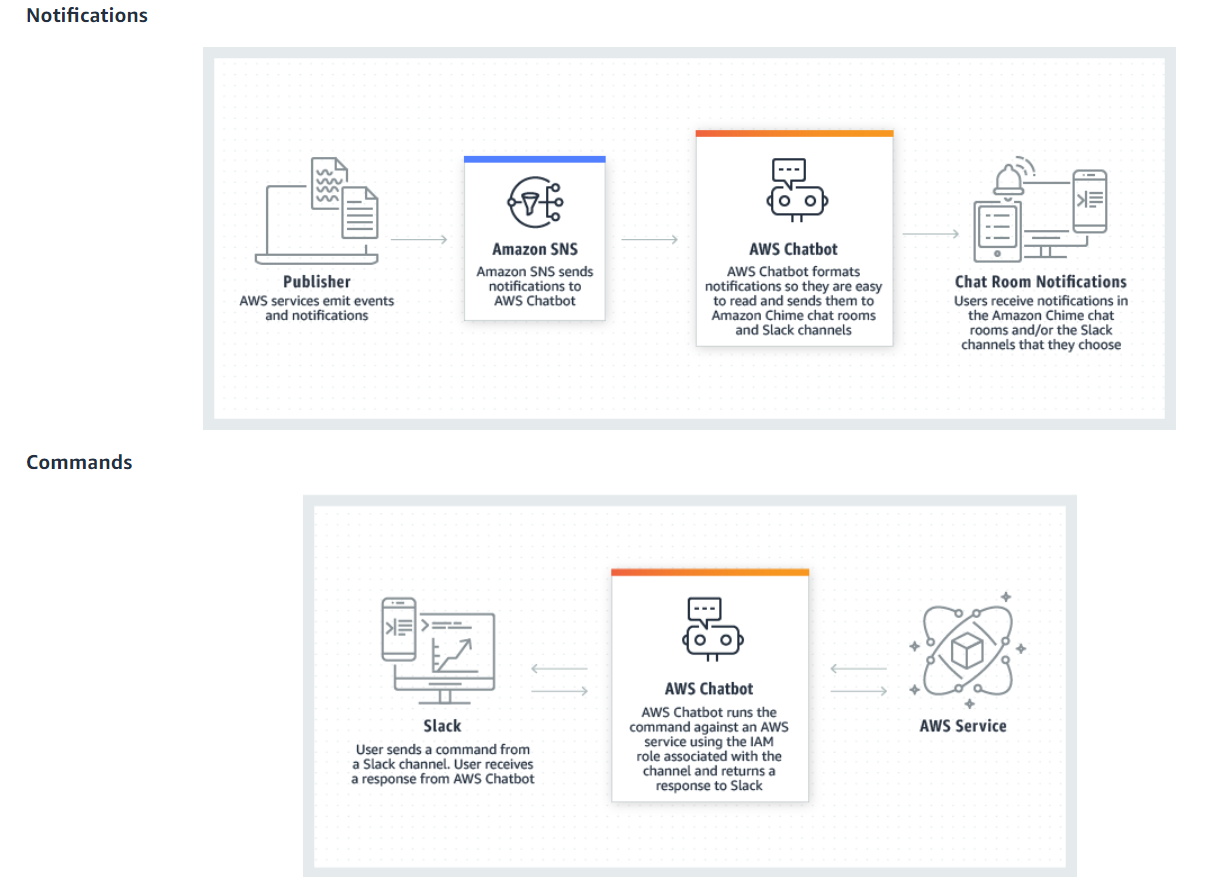 Notifications
Publisher
AWS services emit events
and notifications
Amazon SNS
Amazon SNS sends
notifications to
AWS Chatbot
AWS Chatbot
AWS Chatbot formats
notifications so they are easy
to read and sends them to
Amazon Chime chat rooms
and Slack channels
Chat Room Notifications
Users receive notifications in
the Amazon Chime chat
rooms and/or the Slack
channels that they choose
Commands
Slack
User sends a command from
a Slack channel. User receives
a response from AWS Chatbot
AWS Chatbot
AWS Chatbot runs the
command against an AWS
service using the IAM
role associated with the
channel and returns a
response to Slack
AWS Service